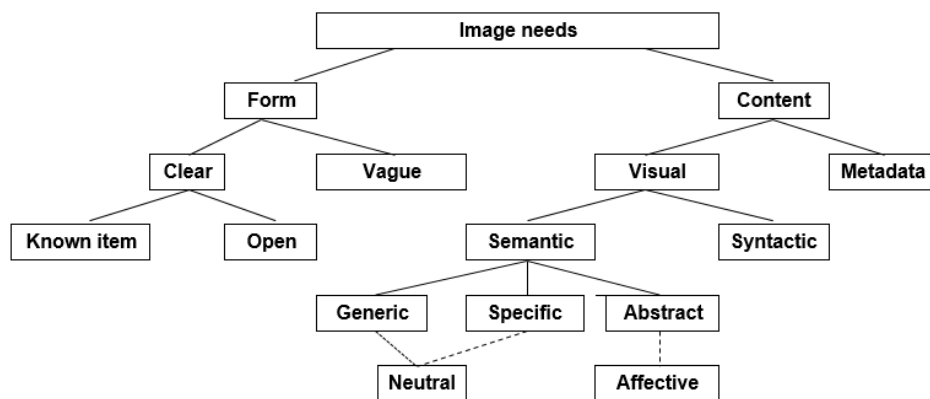 Image needs
Form
Content
Clear
Vague
Visual
Metadata
Known item
Open
Semantic
Syntactic
Generic
Specific
Abstract
Neutral
Affective